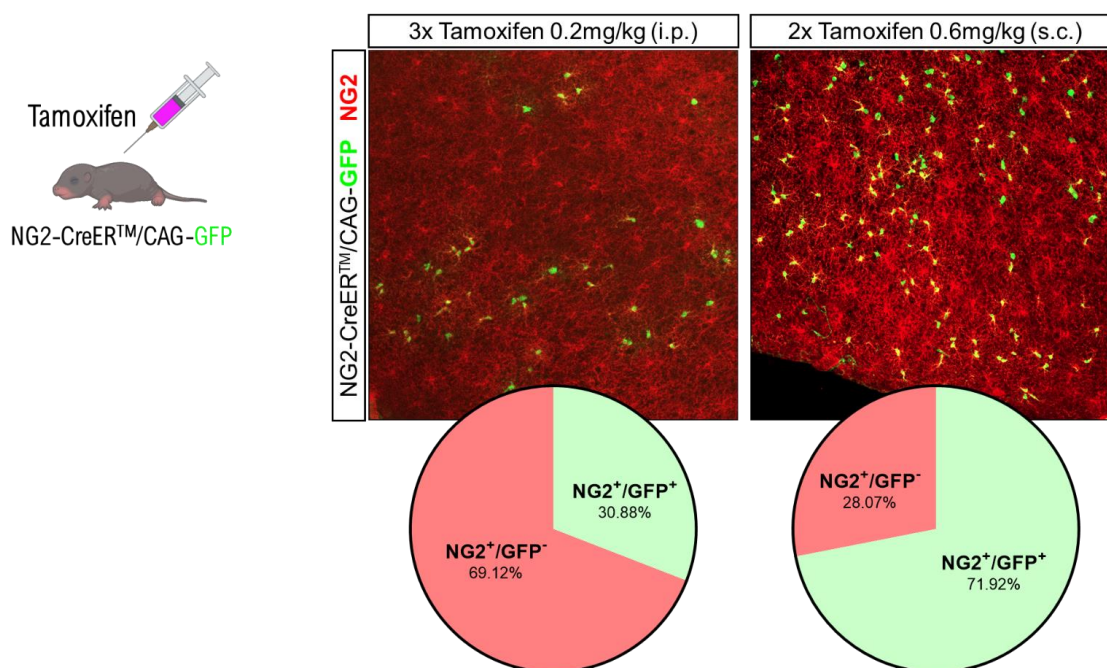 Tamoxifen
NG2-CreER™/CAG-GFP
3x Tamoxifen 0.2mg/kg (i.p.)
2x Tamoxifen 0.6mg/kg (s.c.)
NG2-CreER™/CAG-GFP NG2
NG2⁺/GFP⁺
30.88%
NG2⁺/GFP⁻
69.12%
NG2⁺/GFP⁻
28.07%
NG2⁺/GFP⁺
71.92%